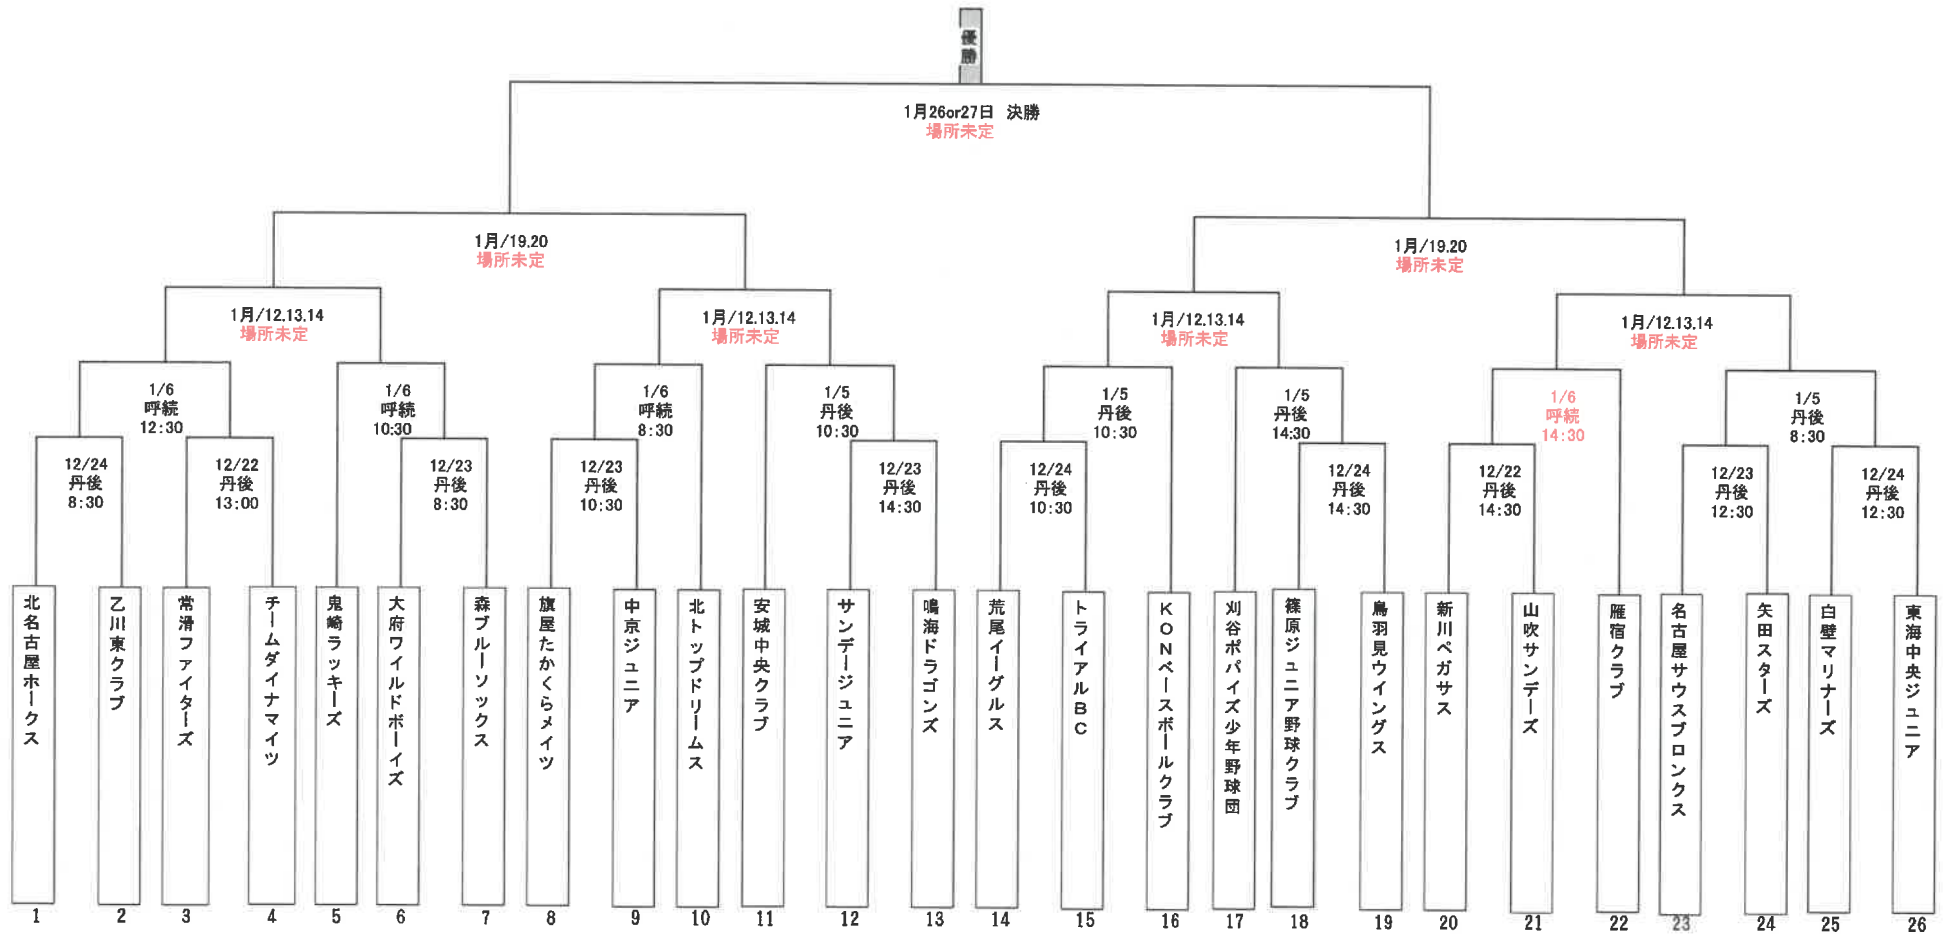 優勝
1月26or27日 決勝
場所未定
1月/19.20
場所未定
1月/19.20
場所未定
1月/12.13.14
場所未定
1月/12.13.14
場所未定
1月/12.13.14
場所未定
1月/12.13.14
場所未定
1/6
呼続
12:30
1/6
呼続
10:30
1/6
呼続
8:30
1/5
丹後
10:30
1/5
丹後
10:30
1/5
丹後
14:30
1/6
呼続
14:30
1/5
丹後
8:30
12/24
丹後
8:30
12/22
丹後
13:00
12/23
丹後
8:30
12/23
丹後
10:30
12/23
丹後
14:30
12/24
丹後
10:30
12/24
丹後
14:30
12/22
丹後
14:30
12/23
丹後
12:30
12/24
丹後
12:30
北名古屋ホークス
乙川東クラブ
常滑ファイターズ
チームダイナマイツ
鬼崎ラッキーズ
大府ワイルドボーイズ
森ブルーソックス
旗屋たかくらメイツ
中京ジュニア
北トップドリームス
安城中央クラブ
サンデージュニア
鳴海ドラゴンズ
荒尾イーグルス
トライアルBC
KONベースボールクラブ
刈谷ポパイズ少年野球団
篠原ジュニア野球クラブ
鳥羽見ウイングス
新川ペガサス
山吹サンデーズ
雁宿クラブ
名古屋サウスブロンクス
矢田スターズ
白壁マリナーズ
東海中央ジュニア
1
2
3
4
5
6
7
8
9
10
11
12
13
14
15
16
17
18
19
20
21
22
23
24
25
26